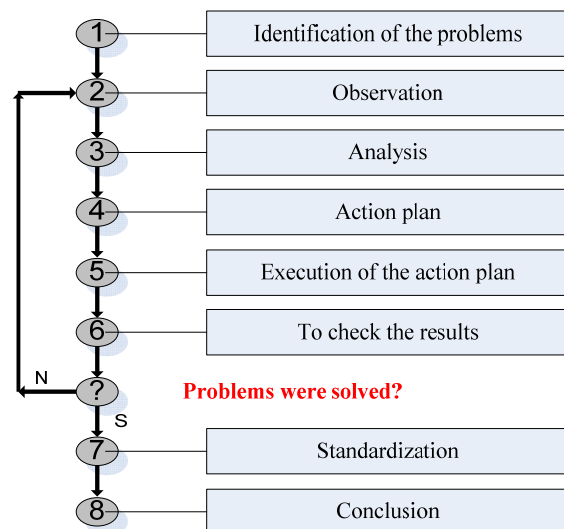 1 Identification of the problems
2 Observation
3 Analysis
4 Action plan
5 Execution of the action plan
6 To check the results
N ? Problems were solved?
S
7 Standardization
8 Conclusion